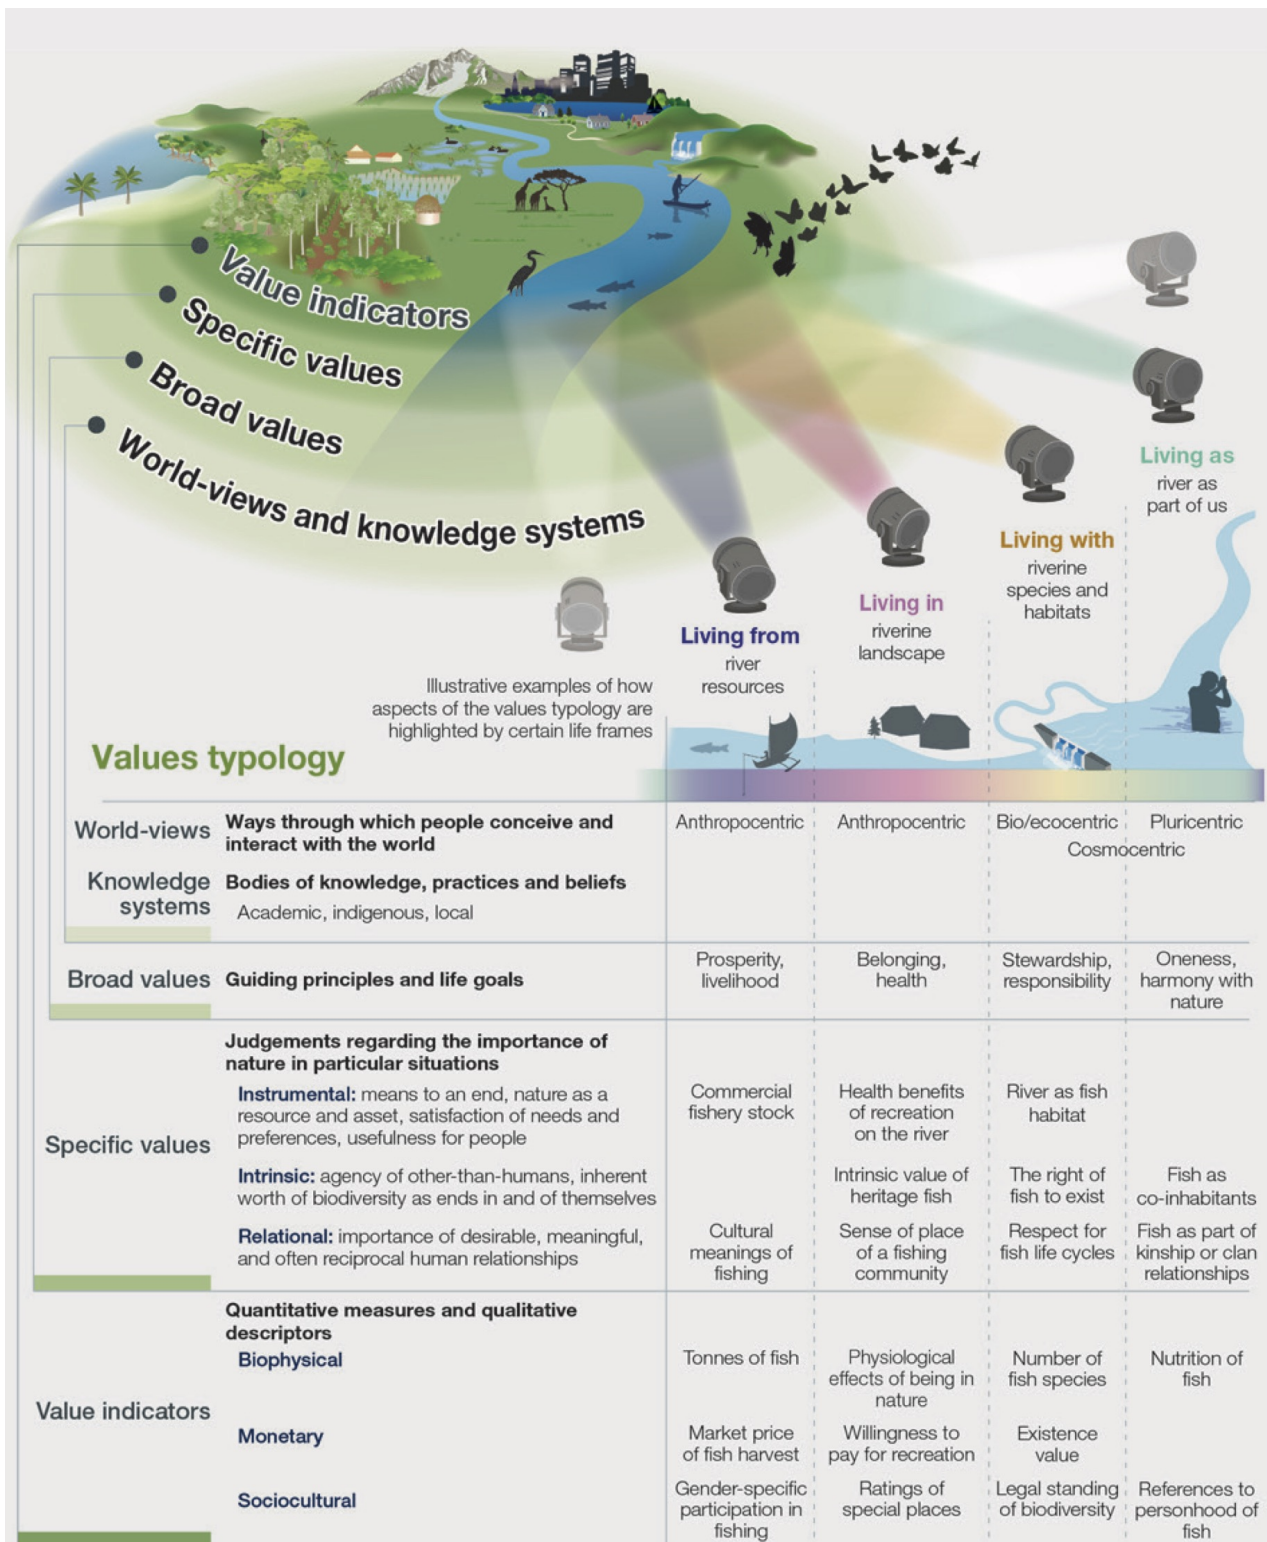 Value indicators
Specific values
Broad values
World-views and knowledge systems
Living as
river as
part of us
Living with
riverine
species and
habitats
Living in
riverine
landscape
Living from
river
resources
Illustrative examples of how
aspects of the values typology are
highlighted by certain life frames
Values typology
World-views
Ways through which people conceive and
interact with the world
Anthropocentric
Anthropocentric
Bio/ecocentric
Pluricentric
Cosmocentric
Knowledge
systems
Bodies of knowledge, practices and beliefs
Academic, indigenous, local
Broad values
Guiding principles and life goals
Prosperity,
livelihood
Belonging,
health
Stewardship,
responsibility
Oneness,
harmony with
nature
Specific values
Judgements regarding the importance of
nature in particular situations
Instrumental: means to an end, nature as a
resource and asset, satisfaction of needs and
preferences, usefulness for people
Commercial
fishery stock
Health benefits
of recreation
on the river
River as fish
habitat
Intrinsic: agency of other-than-humans, inherent
worth of biodiversity as ends in and of themselves
Intrinsic value of
heritage fish
The right of
fish to exist
Fish as
co-inhabitants
Relational: importance of desirable, meaningful,
and often reciprocal human relationships
Cultural
meanings of
fishing
Sense of place
of a fishing
community
Respect for
fish life cycles
Fish as part of
kinship or clan
relationships
Value indicators
Quantitative measures and qualitative
descriptors
Biophysical
Tonnes of fish
Physiological
effects of being in
nature
Number of
fish species
Nutrition of
fish
Monetary
Market price
of fish harvest
Willingness to
pay for recreation
Existence
value
Sociocultural
Gender-specific
participation in
fishing
Ratings of
special places
Legal standing
of biodiversity
References to
personhood of
fish